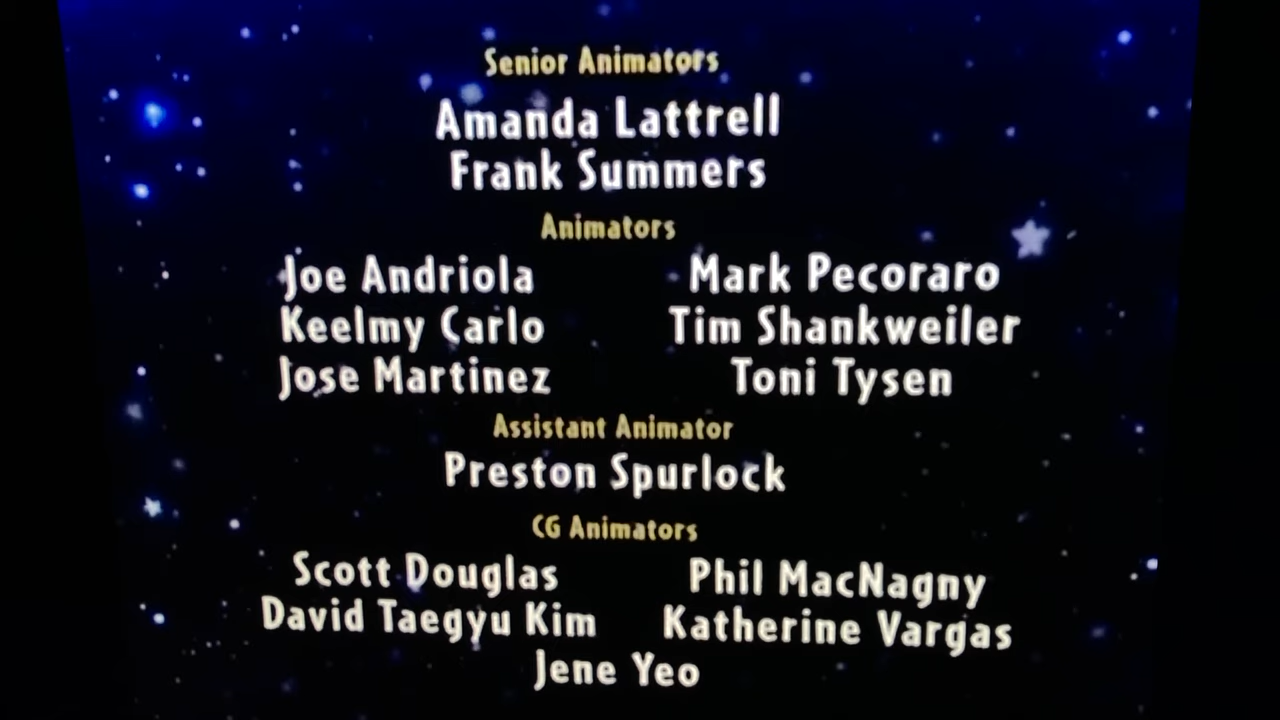 Senior Animators
Amanda Lattrell
Frank Summers
Animators
Joe Andriola Mark Pecoraro
Keelmy Carlo Tim Shankweiler
Jose Martinez Toni Tysen
Assistant Animator
Preston Spurlock
CG Animators
Scott Douglas Phil MacNagny
David Taegyu Kim Katherine Vargas
Jene Yeo